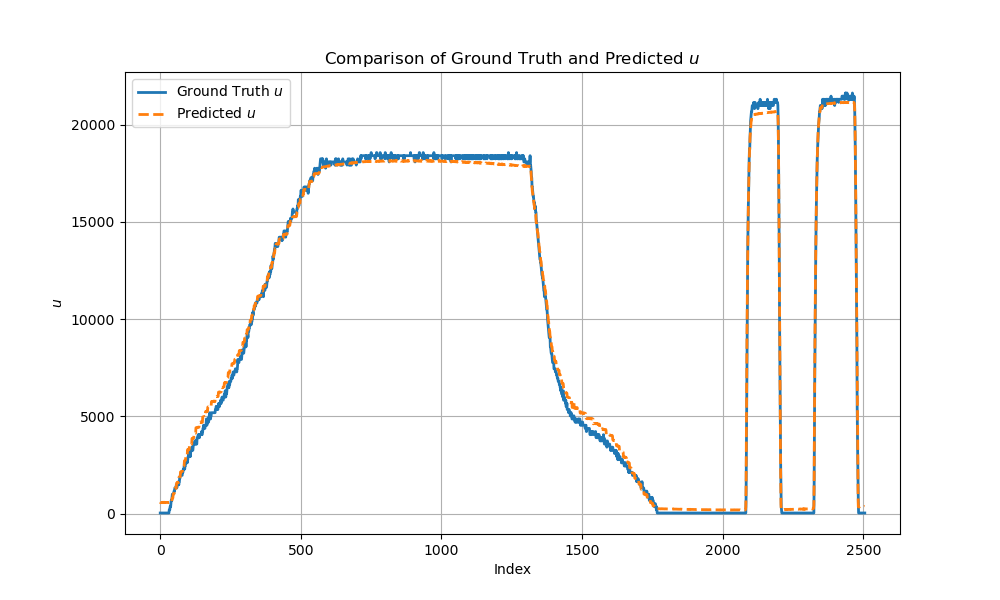 Comparison of Ground Truth and Predicted u
Ground Truth u
Predicted u
20000
15000
10000
5000
0
u
0 500 1000 1500 2000 2500
Index